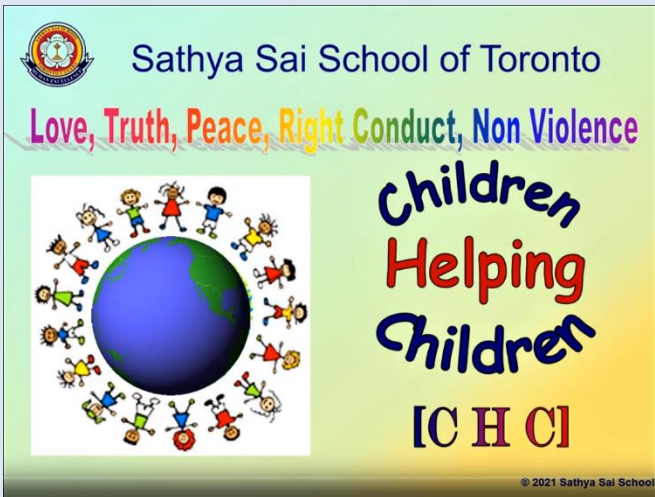 Sathya Sai School of Toronto
Love, Truth, Peace, Right Conduct, Non Violence
Children
Helping
Children
[C H C]
© 2021 Sathya Sai School